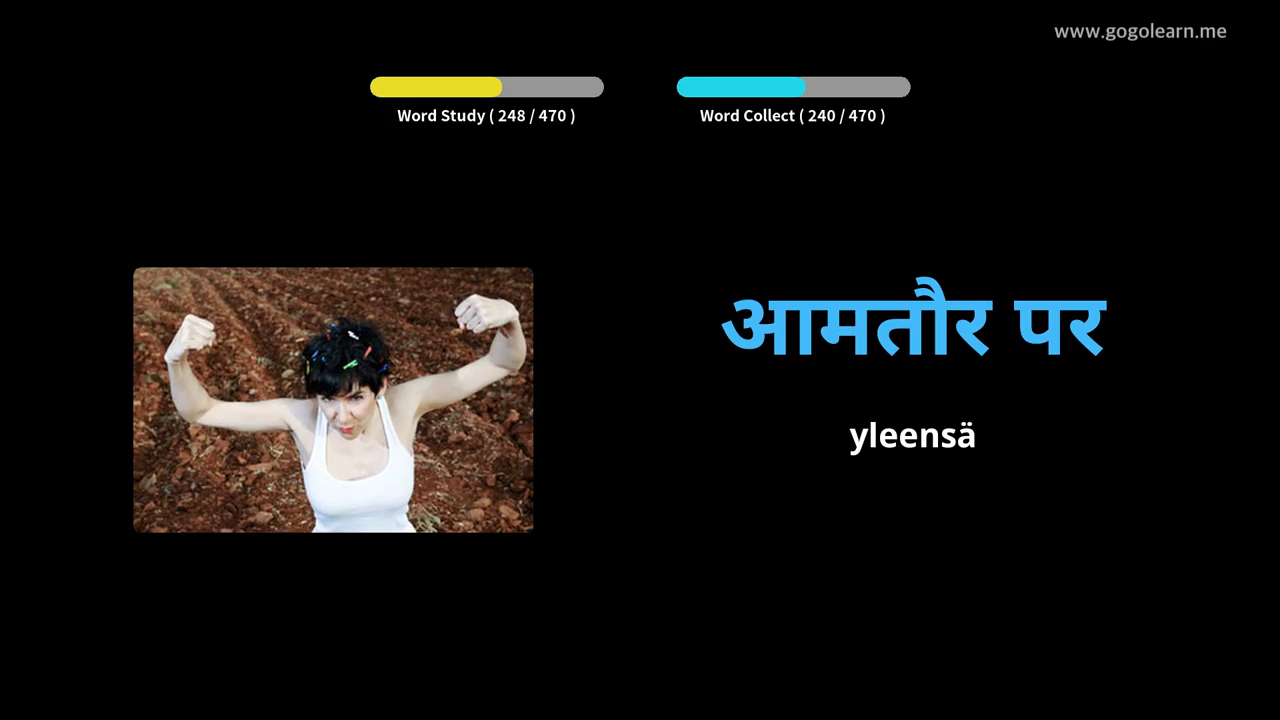 www.gogolearn.me
Word Study ( 248 / 470 )
Word Collect ( 240 / 470 )
आमतौर पर
yleensä